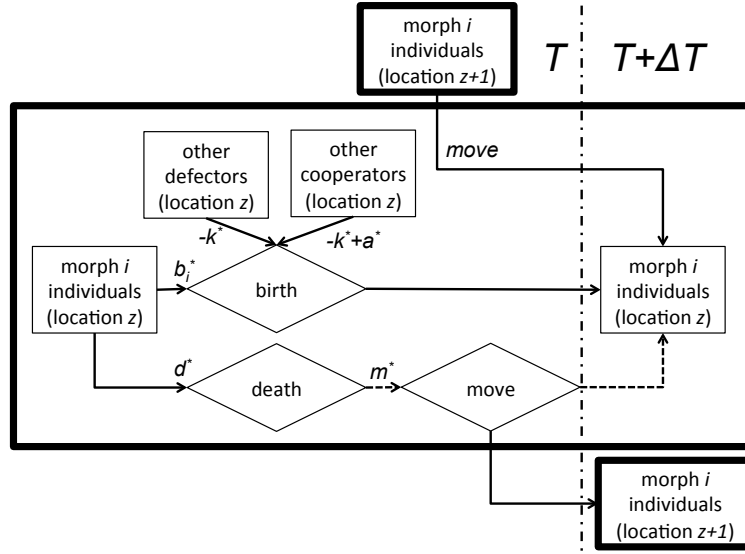 morph i
individuals
(location z+1)
T
T+ΔT
move
other
defectors
(location z)
other
cooperators
(location z)
-k*
-k*+a*
morph i
individuals
(location z)
b_i*
birth
morph i
individuals
(location z)
d*
death
m*
move
morph i
individuals
(location z+1)